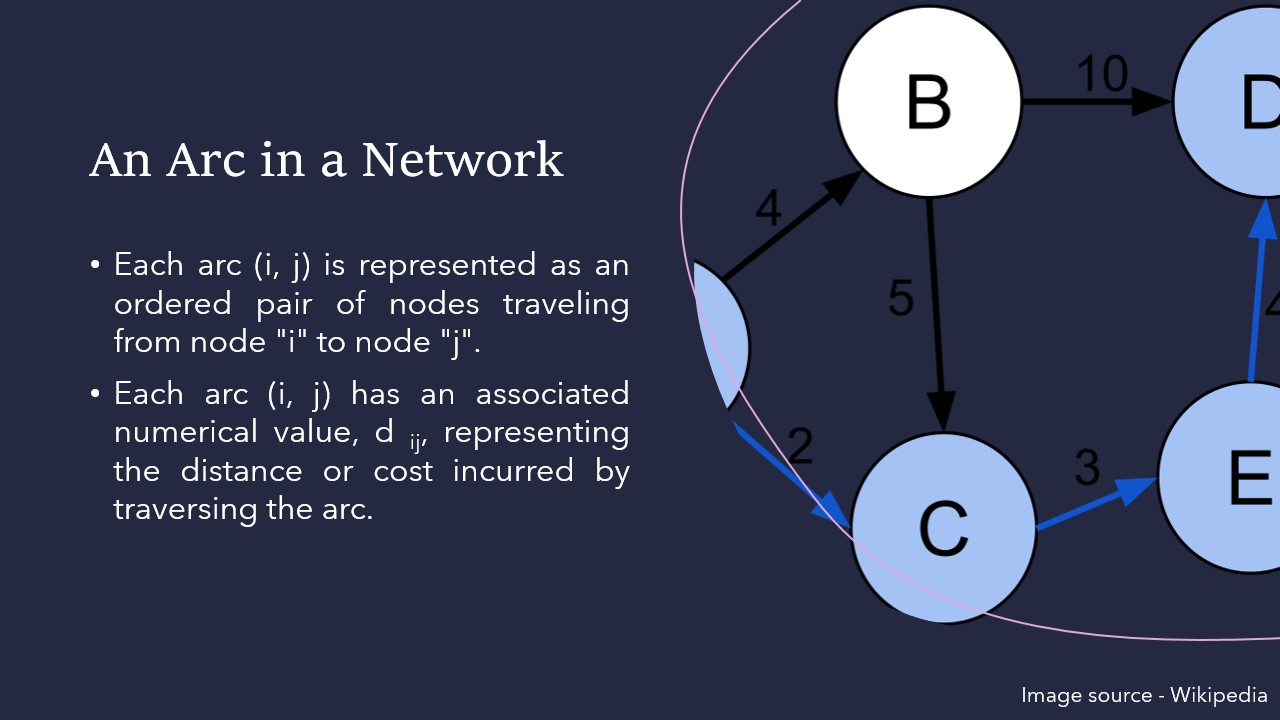 An Arc in a Network
• Each arc (i, j) is represented as an
ordered pair of nodes traveling
from node "i" to node "j".
• Each arc (i, j) has an associated
numerical value, d ij, representing
the distance or cost incurred by
traversing the arc.
B
10
D
4
5
4
2
C
3
E
Image source - Wikipedia